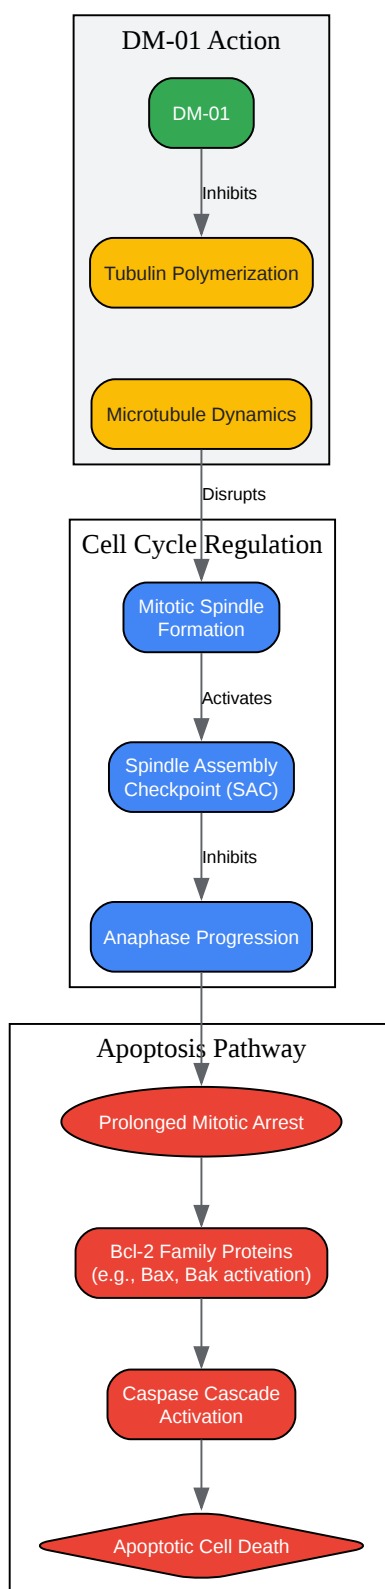 DM-01 Action
DM-01
Inhibits
Tubulin Polymerization
Microtubule Dynamics
Disrupts
Cell Cycle Regulation
Mitotic Spindle
Formation
Activates
Spindle Assembly
Checkpoint (SAC)
Inhibits
Anaphase Progression
Apoptosis Pathway
Prolonged Mitotic Arrest
Bcl-2 Family Proteins
(e.g., Bax, Bak activation)
Caspase Cascade
Activation
Apoptotic Cell Death